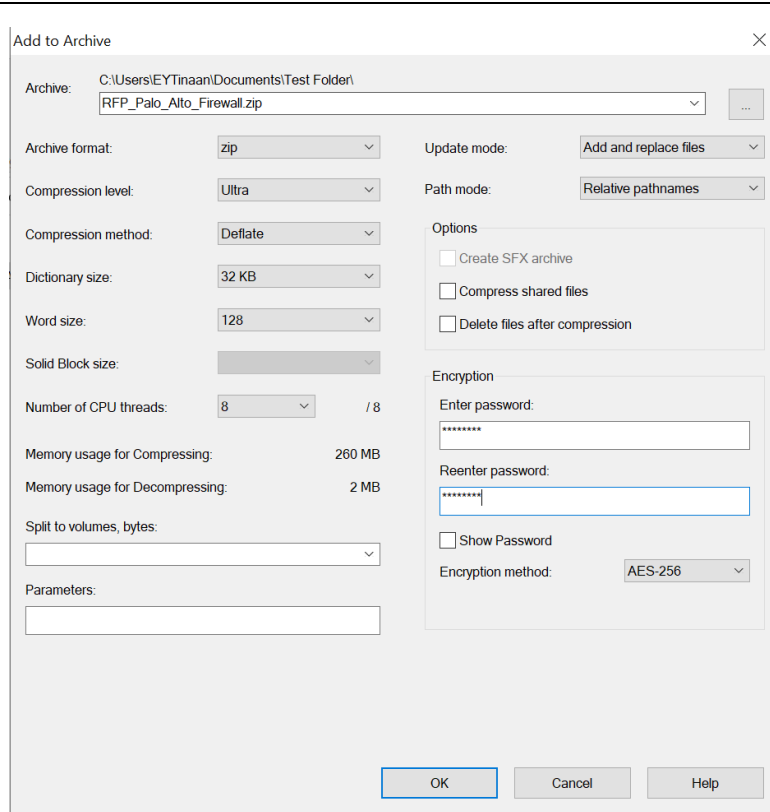 Add to Archive
Archive:
C:\Users\EYTinaan\Documents\Test Folder\
RFP_Palo_Alto_Firewall.zip
...
Archive format:
zip
Compression level:
Ultra
Compression method:
Deflate
Dictionary size:
32 KB
Word size:
128
Solid Block size:
Number of CPU threads:
8
/ 8
Memory usage for Compressing:
260 MB
Memory usage for Decompressing:
2 MB
Split to volumes, bytes:
Parameters:
Update mode:
Add and replace files
Path mode:
Relative pathnames
Options
Create SFX archive
Compress shared files
Delete files after compression
Encryption
Enter password:
********
Reenter password:
********
Show Password
Encryption method:
AES-256
OK
Cancel
Help